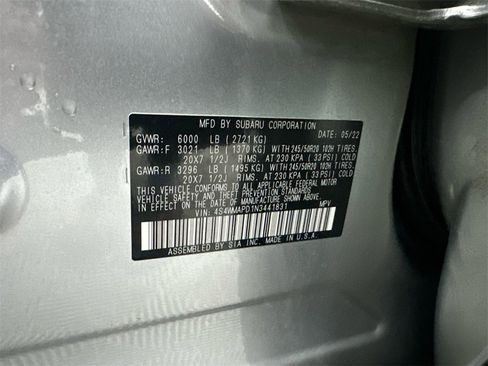 MFD BY SUBARU CORPORATION DATE: 05/22
GVWR: 6000 LB (2721 KG)
GAWR:F 3021 LB (1370 KG) WITH 245/50R20 102H TIRES.
20X7 1/2J RIMS. AT 230 KPA (33 PSI) COLD
GAWR:R 3296 LB (1495 KG) WITH 245/50R20 102H TIRES.
20X7 1/2J RIMS. AT 230 KPA (33 PSI) COLD
THIS VEHICLE CONFORMS TO ALL APPLICABLE FEDERAL MOTOR
VEHICLE SAFETY AND THEFT PREVENTION STANDARDS
IN EFFECT ON THE DATE OF MANUFACTURE SHOWN ABOVE.
VIN: 4S4WMAPD1N3441831 MPV
ASSEMBLED BY SIA INC. MADE IN U.S.A.